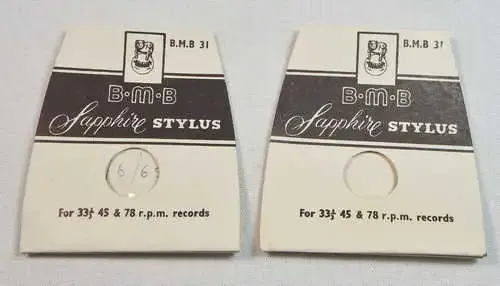 B.M.B 31
B·M·B
Sapphire STYLUS
6/6
For 33⅓ 45 & 78 r.p.m. records
B.M.B 31
B·M·B
Sapphire STYLUS
For 33⅓ 45 & 78 r.p.m. records